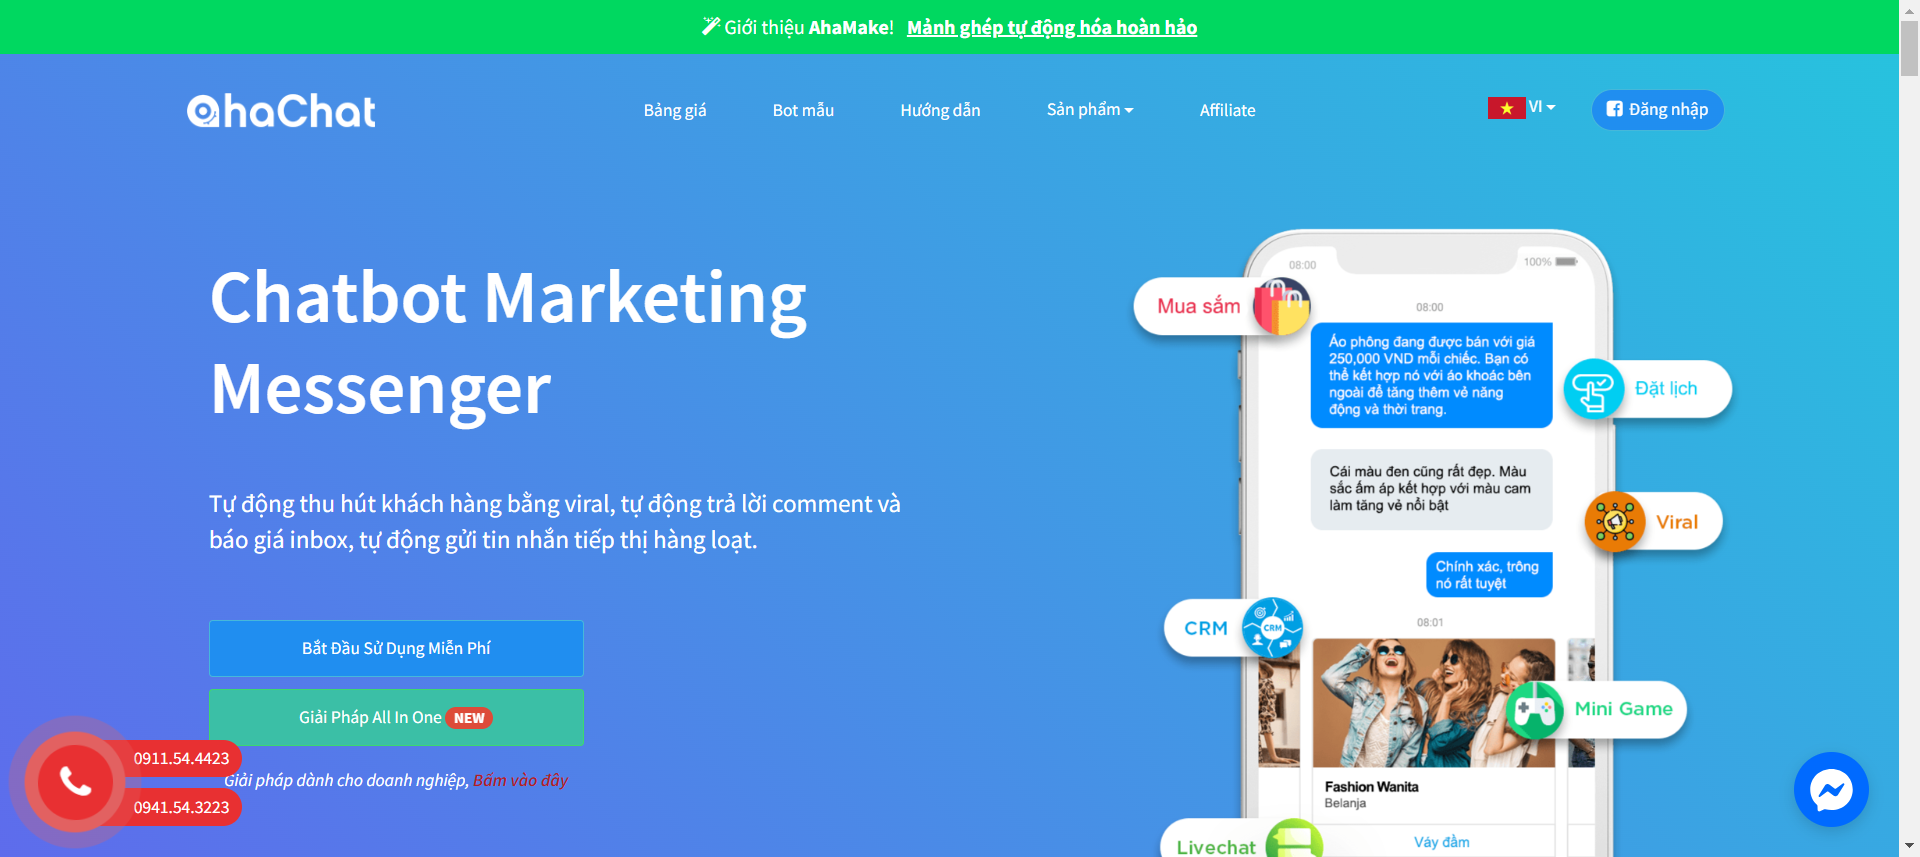 Giới thiệu AhaMake! Mảnh ghép tự động hóa hoàn hảo
AhaChat
Bảng giá
Bot mẫu
Hướng dẫn
Sản phẩm
Affiliate
VI
Đăng nhập
Chatbot Marketing
Messenger
Tự động thu hút khách hàng bằng viral, tự động trả lời comment và
báo giá inbox, tự động gửi tin nhắn tiếp thị hàng loạt.
Bắt Đầu Sử Dụng Miễn Phí
Giải Pháp All In One NEW
Giải pháp dành cho doanh nghiệp, Bấm vào đây
0911.54.4423
0941.54.3223
08:00
100%
08:00
Mua sắm
Áo phông đang được bán với giá
250,000 VND mỗi chiếc. Bạn có
thể kết hợp nó với áo khoác bên
ngoài để tăng thêm vẻ năng
động và thời trang.
Đặt lịch
Cái màu đen cũng rất đẹp. Màu
sắc ấm áp kết hợp với màu cam
làm tăng vẻ nổi bật
Viral
Chính xác, trông
nó rất tuyệt
08:01
CRM
CRM
Mini Game
Fashion Wanita
Belanja
Váy đầm
Livechat